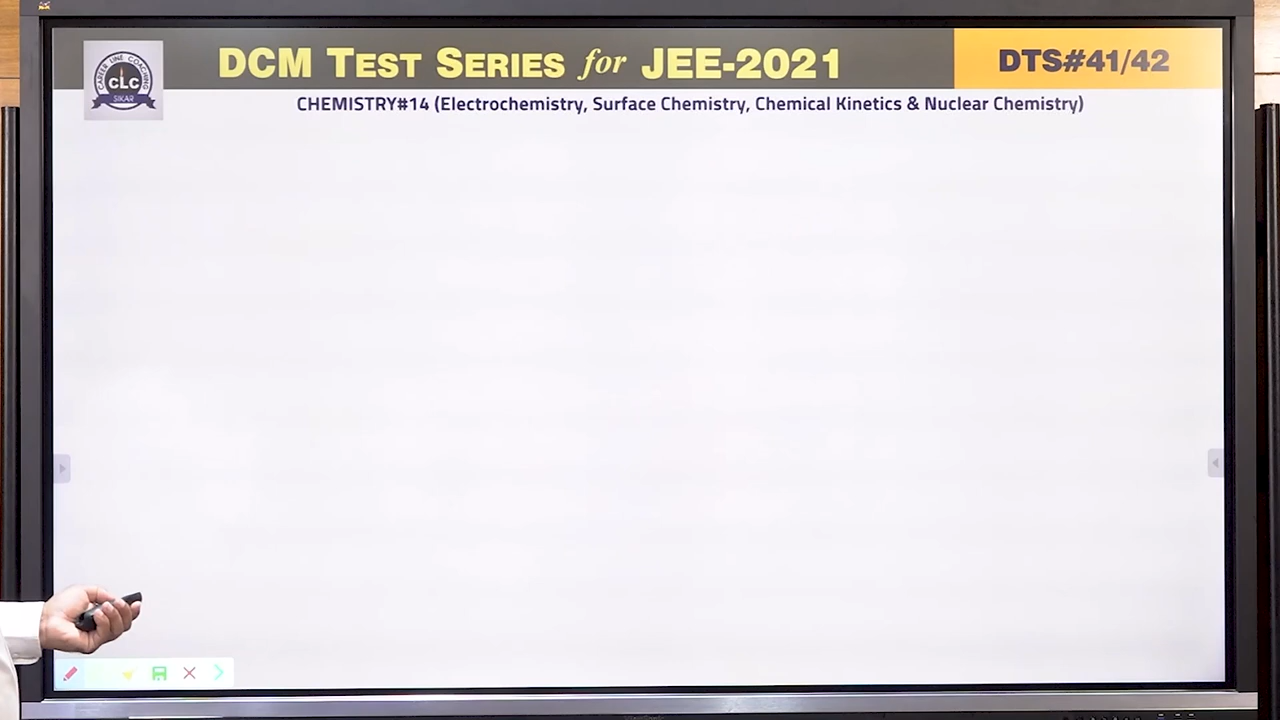 DCM TEST SERIES for JEE-2021
DTS#41/42
CAREER LINE COACHING
CLC
SIKAR
CHEMISTRY#14 (Electrochemistry, Surface Chemistry, Chemical Kinetics & Nuclear Chemistry)